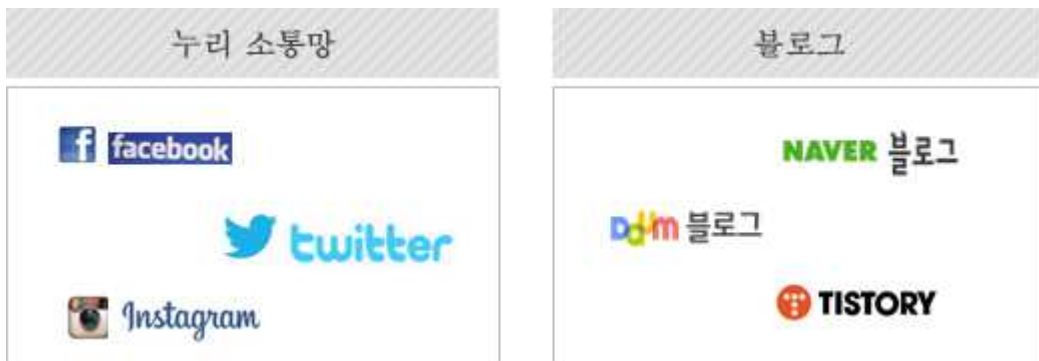 누리 소통망
facebook
twitter
Instagram
블로그
NAVER 블로그
Daum 블로그
TISTORY